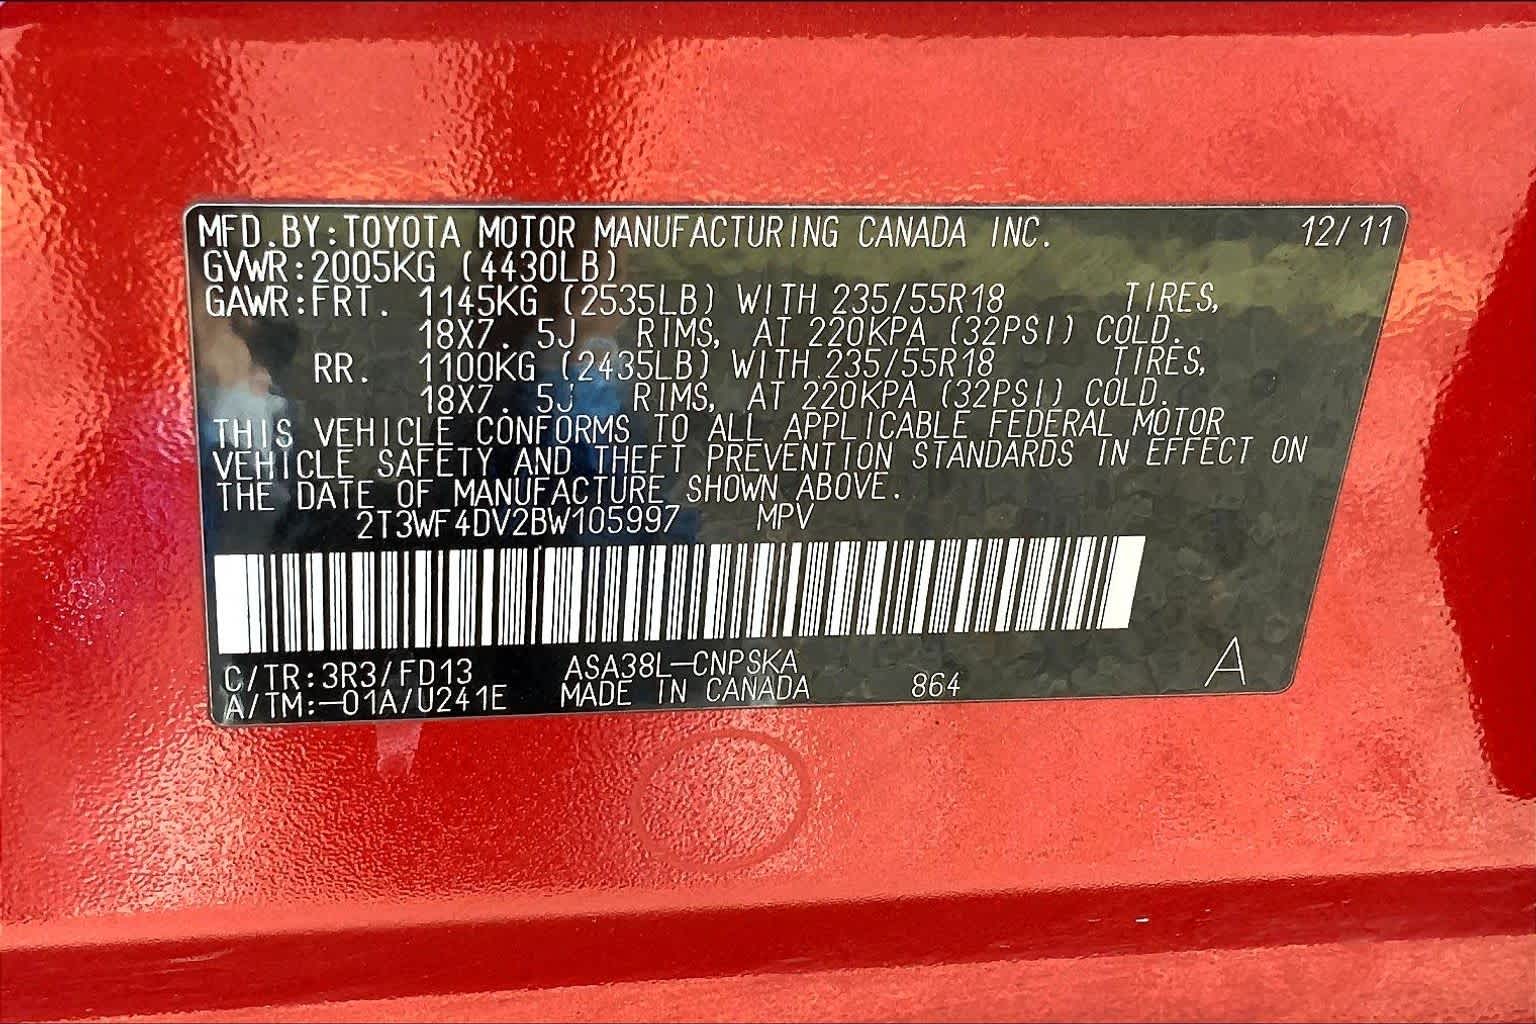 MFD.BY:TOYOTA MOTOR MANUFACTURING CANADA INC. 12/11
GVWR:2005KG (4430LB)
GAWR:FRT. 1145KG (2535LB) WITH 235/55R18 TIRES,
18X7. 5J RIMS, AT 220KPA (32PSI) COLD.
RR. 1100KG (2435LB) WITH 235/55R18 TIRES,
18X7. 5J RIMS, AT 220KPA (32PSI) COLD.
THIS VEHICLE CONFORMS TO ALL APPLICABLE FEDERAL MOTOR
VEHICLE SAFETY AND THEFT PREVENTION STANDARDS IN EFFECT ON
THE DATE OF MANUFACTURE SHOWN ABOVE.
2T3WF4DV2BW105997 MPV
C/TR:3R3/FD13 ASA38L-CNPSKA A
A/TM:-01A/U241E MADE IN CANADA 864